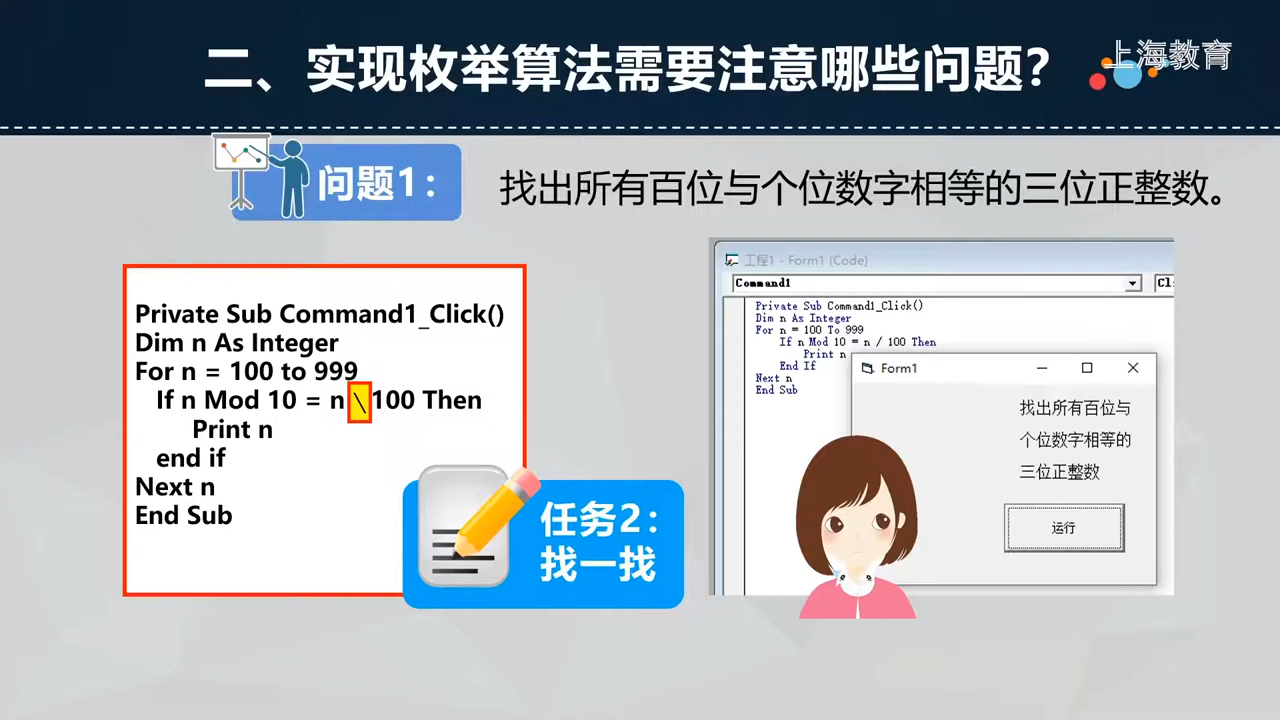 二、实现枚举算法需要注意哪些问题？
上海教育
问题1：
找出所有百位与个位数字相等的三位正整数。
Private Sub Command1_Click()
Dim n As Integer
For n = 100 to 999
If n Mod 10 = n \ 100 Then
Print n
end if
Next n
End Sub
任务2：
找一找
工程1 - Form1 (Code)
Command1
Cl
Private Sub Command1_Click()
Dim n As Integer
For n = 100 To 999
If n Mod 10 = n / 100 Then
Print n
End If
Next n
End Sub
Form1
找出所有百位与
个位数字相等的
三位正整数
运行